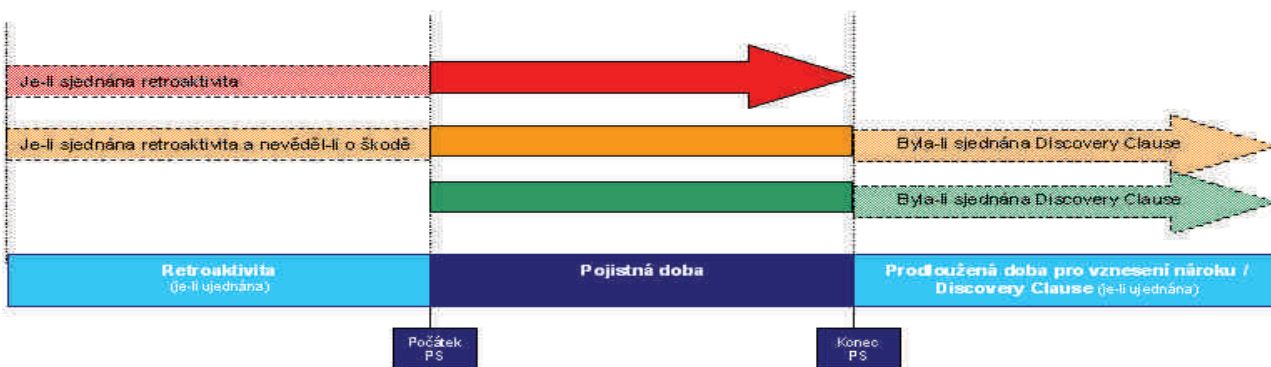 Je-li sjednána retroaktivita
Je-li sjednána retroaktivita a nevěděl-li o škodě
Byla-li sjednána Discovery Clause
Byla-li sjednána Discovery Clause
Retroaktivita
(je-li ujednána)
Pojistná doba
Prodloužená doba pro vznesení nároku /
Discovery Clause (je-li ujednána)
Počátek
PS
Konec
PS